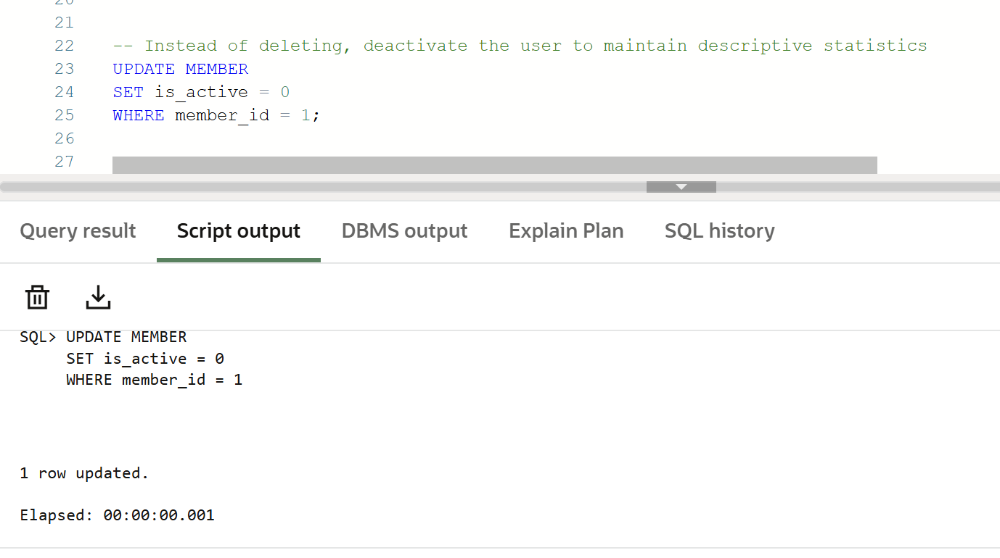 20
21
22 -- Instead of deleting, deactivate the user to maintain descriptive statistics
23 UPDATE MEMBER
24 SET is_active = 0
25 WHERE member_id = 1;
26
27
Query result Script output DBMS output Explain Plan SQL history
SQL> UPDATE MEMBER
SET is_active = 0
WHERE member_id = 1
1 row updated.
Elapsed: 00:00:00.001